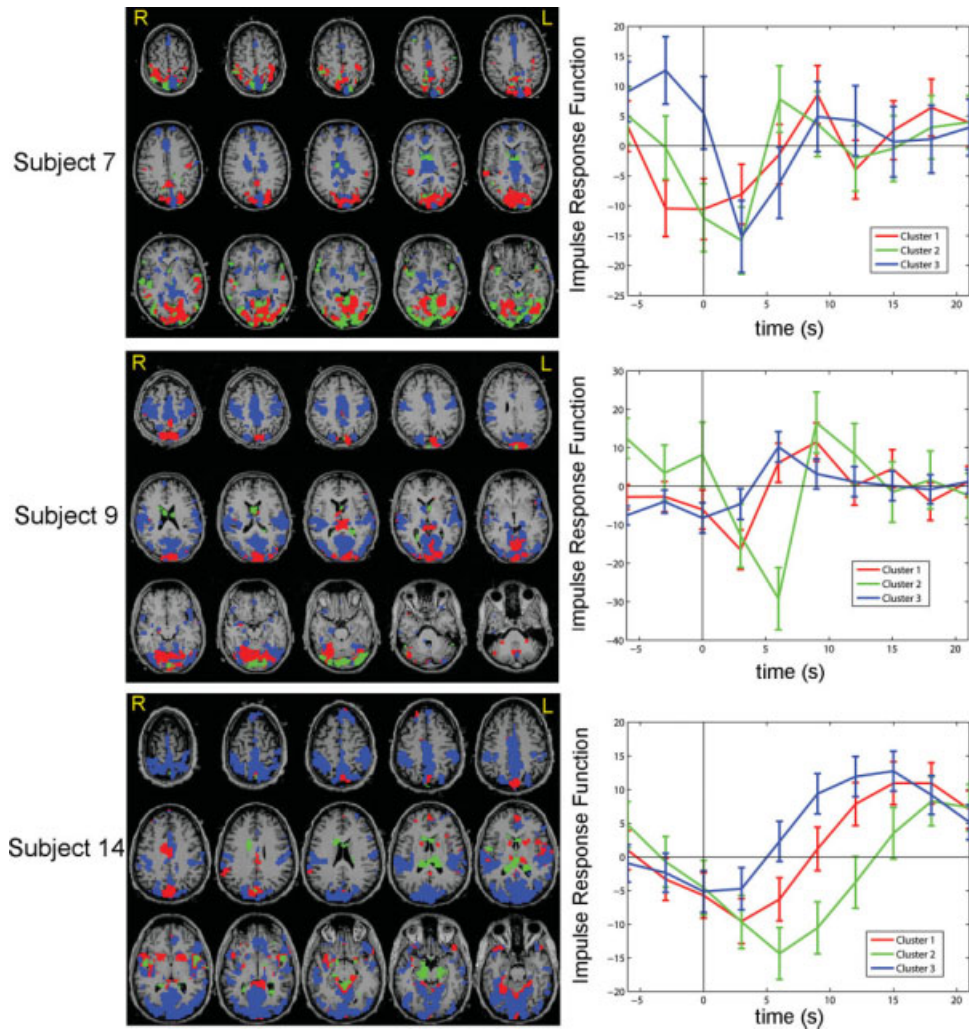 R L
Subject 7
Impulse Response Function
20
15
10
5
0
−5
−10
−15
−20
−25
−5 0 5 10 15 20
time (s)
Cluster 1
Cluster 2
Cluster 3
R L
Subject 9
Impulse Response Function
30
20
10
0
−10
−20
−30
−40
−5 0 5 10 15 20
time (s)
Cluster 1
Cluster 2
Cluster 3
R L
Subject 14
Impulse Response Function
20
15
10
5
0
−5
−10
−15
−20
−5 0 5 10 15 20
time (s)
Cluster 1
Cluster 2
Cluster 3